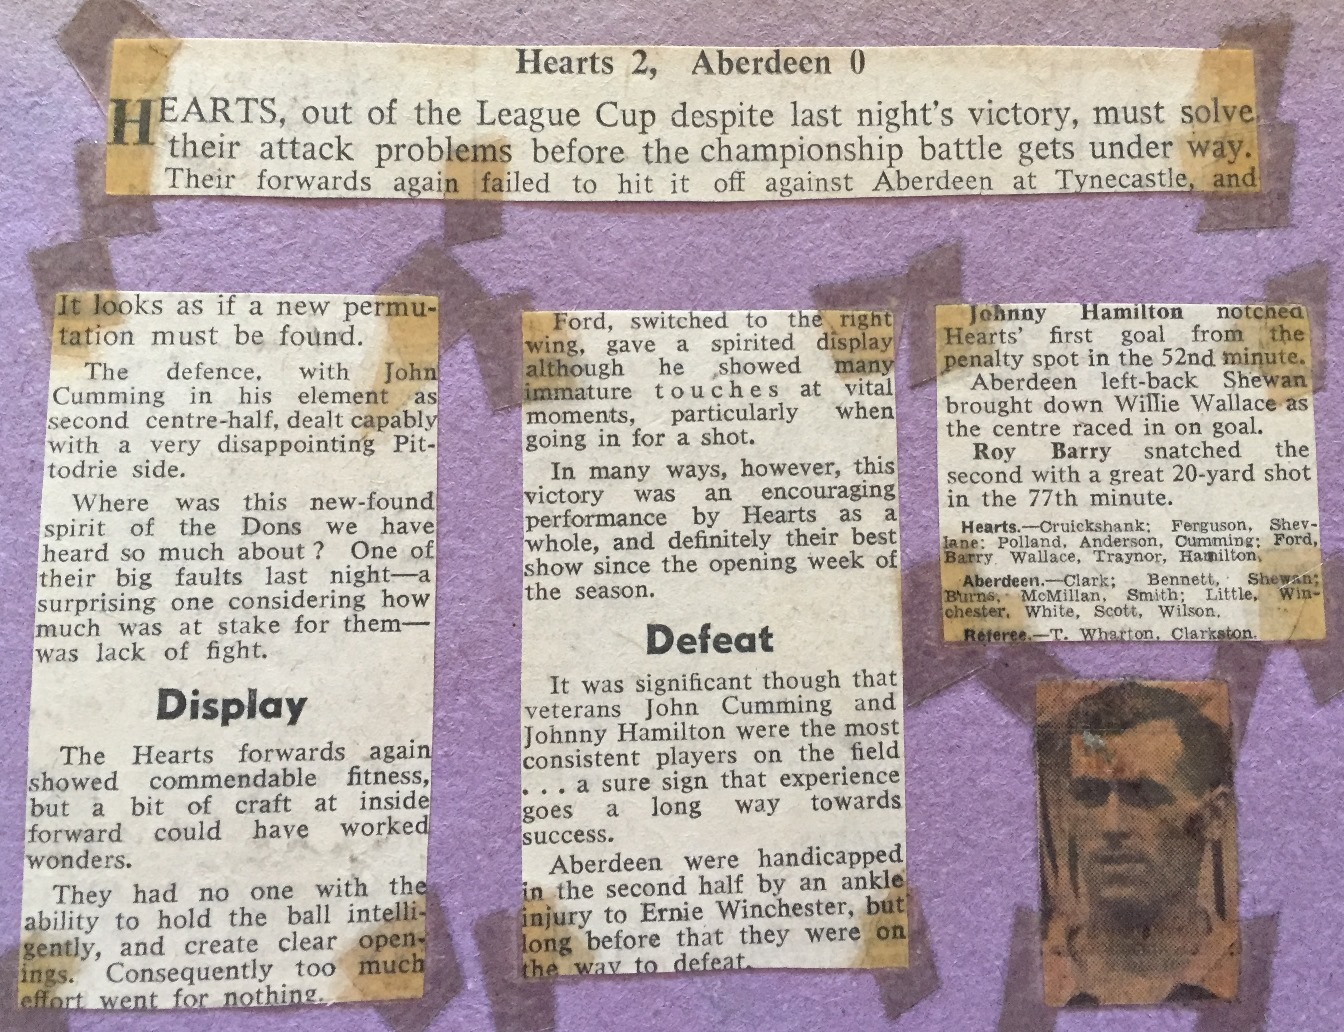 Hearts 2, Aberdeen 0
HEARTS, out of the League Cup despite last night's victory, must solve
their attack problems before the championship battle gets under way.
Their forwards again failed to hit it off against Aberdeen at Tynecastle, and
It looks as if a new permu-
tation must be found.
The defence, with John
Cumming in his element as
second centre-half, dealt capably
with a very disappointing Pit-
todrie side.
Where was this new-found
spirit of the Dons we have
heard so much about? One of
their big faults last night—a
surprising one considering how
much was at stake for them—
was lack of fight.
Display
The Hearts forwards again
showed commendable fitness,
but a bit of craft at inside
forward could have worked
wonders.
They had no one with the
ability to hold the ball intelli-
gently, and create clear open-
ings. Consequently too much
effort went for nothing.
Ford, switched to the right
wing, gave a spirited display
although he showed many
immature touches at vital
moments, particularly when
going in for a shot.
In many ways, however, this
victory was an encouraging
performance by Hearts as a
whole, and definitely their best
show since the opening week of
the season.
Defeat
It was significant though that
veterans John Cumming and
Johnny Hamilton were the most
consistent players on the field
. . . a sure sign that experience
goes a long way towards
success.
Aberdeen were handicapped
in the second half by an ankle
injury to Ernie Winchester, but
long before that they were on
the way to defeat.
Johnny Hamilton notched
Hearts' first goal from the
penalty spot in the 52nd minute.
Aberdeen left-back Shewan
brought down Willie Wallace as
the centre raced in on goal.
Roy Barry snatched the
second with a great 20-yard shot
in the 77th minute.
Hearts.—Cruickshank; Ferguson, Shev-
lane; Polland, Anderson, Cumming; Ford,
Barry Wallace, Traynor, Hamilton.
Aberdeen.—Clark; Bennett, Shewan;
Burns, McMillan, Smith; Little, Win-
chester, White, Scott, Wilson.
Referee.—T. Wharton, Clarkston.